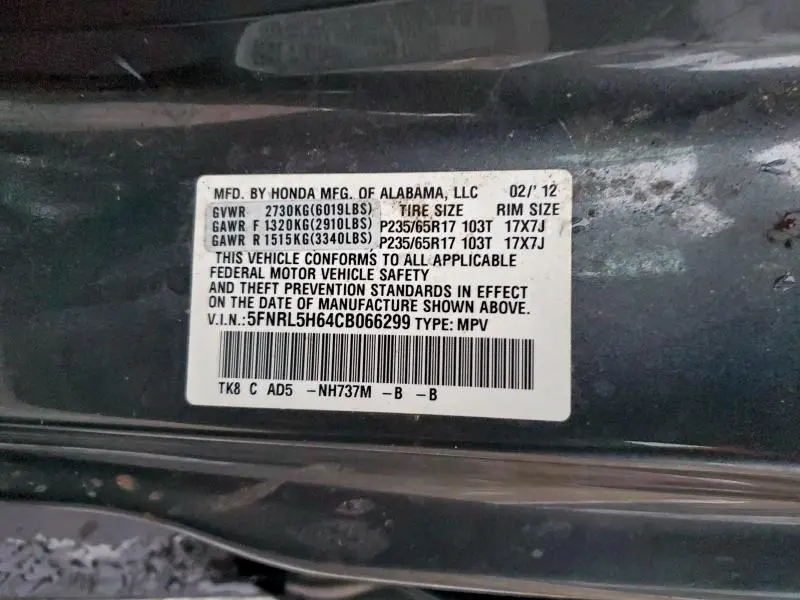 MFD. BY HONDA MFG. OF ALABAMA, LLC 02/'12
GVWR 2730KG(6019LBS) TIRE SIZE RIM SIZE
GAWR F 1320KG(2910LBS) P235/65R17 103T 17X7J
GAWR R 1515KG(3340LBS) P235/65R17 103T 17X7J
THIS VEHICLE CONFORMS TO ALL APPLICABLE
FEDERAL MOTOR VEHICLE SAFETY
AND THEFT PREVENTION STANDARDS IN EFFECT
ON THE DATE OF MANUFACTURE SHOWN ABOVE.
V.I.N.: 5FNRL5H64CB066299 TYPE: MPV
TK8 C AD5 -NH737M -B -B